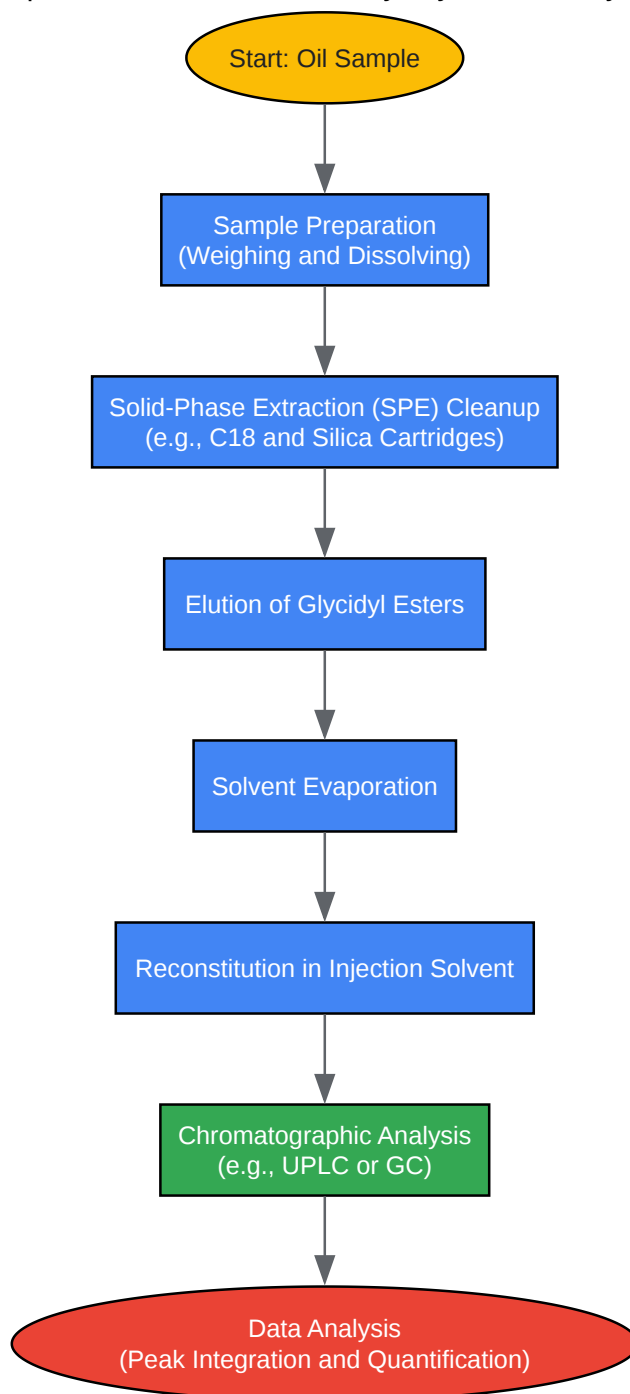 Start: Oil Sample
Sample Preparation
(Weighing and Dissolving)
Solid-Phase Extraction (SPE) Cleanup
(e.g., C18 and Silica Cartridges)
Elution of Glycidyl Esters
Solvent Evaporation
Reconstitution in Injection Solvent
Chromatographic Analysis
(e.g., UPLC or GC)
Data Analysis
(Peak Integration and Quantification)